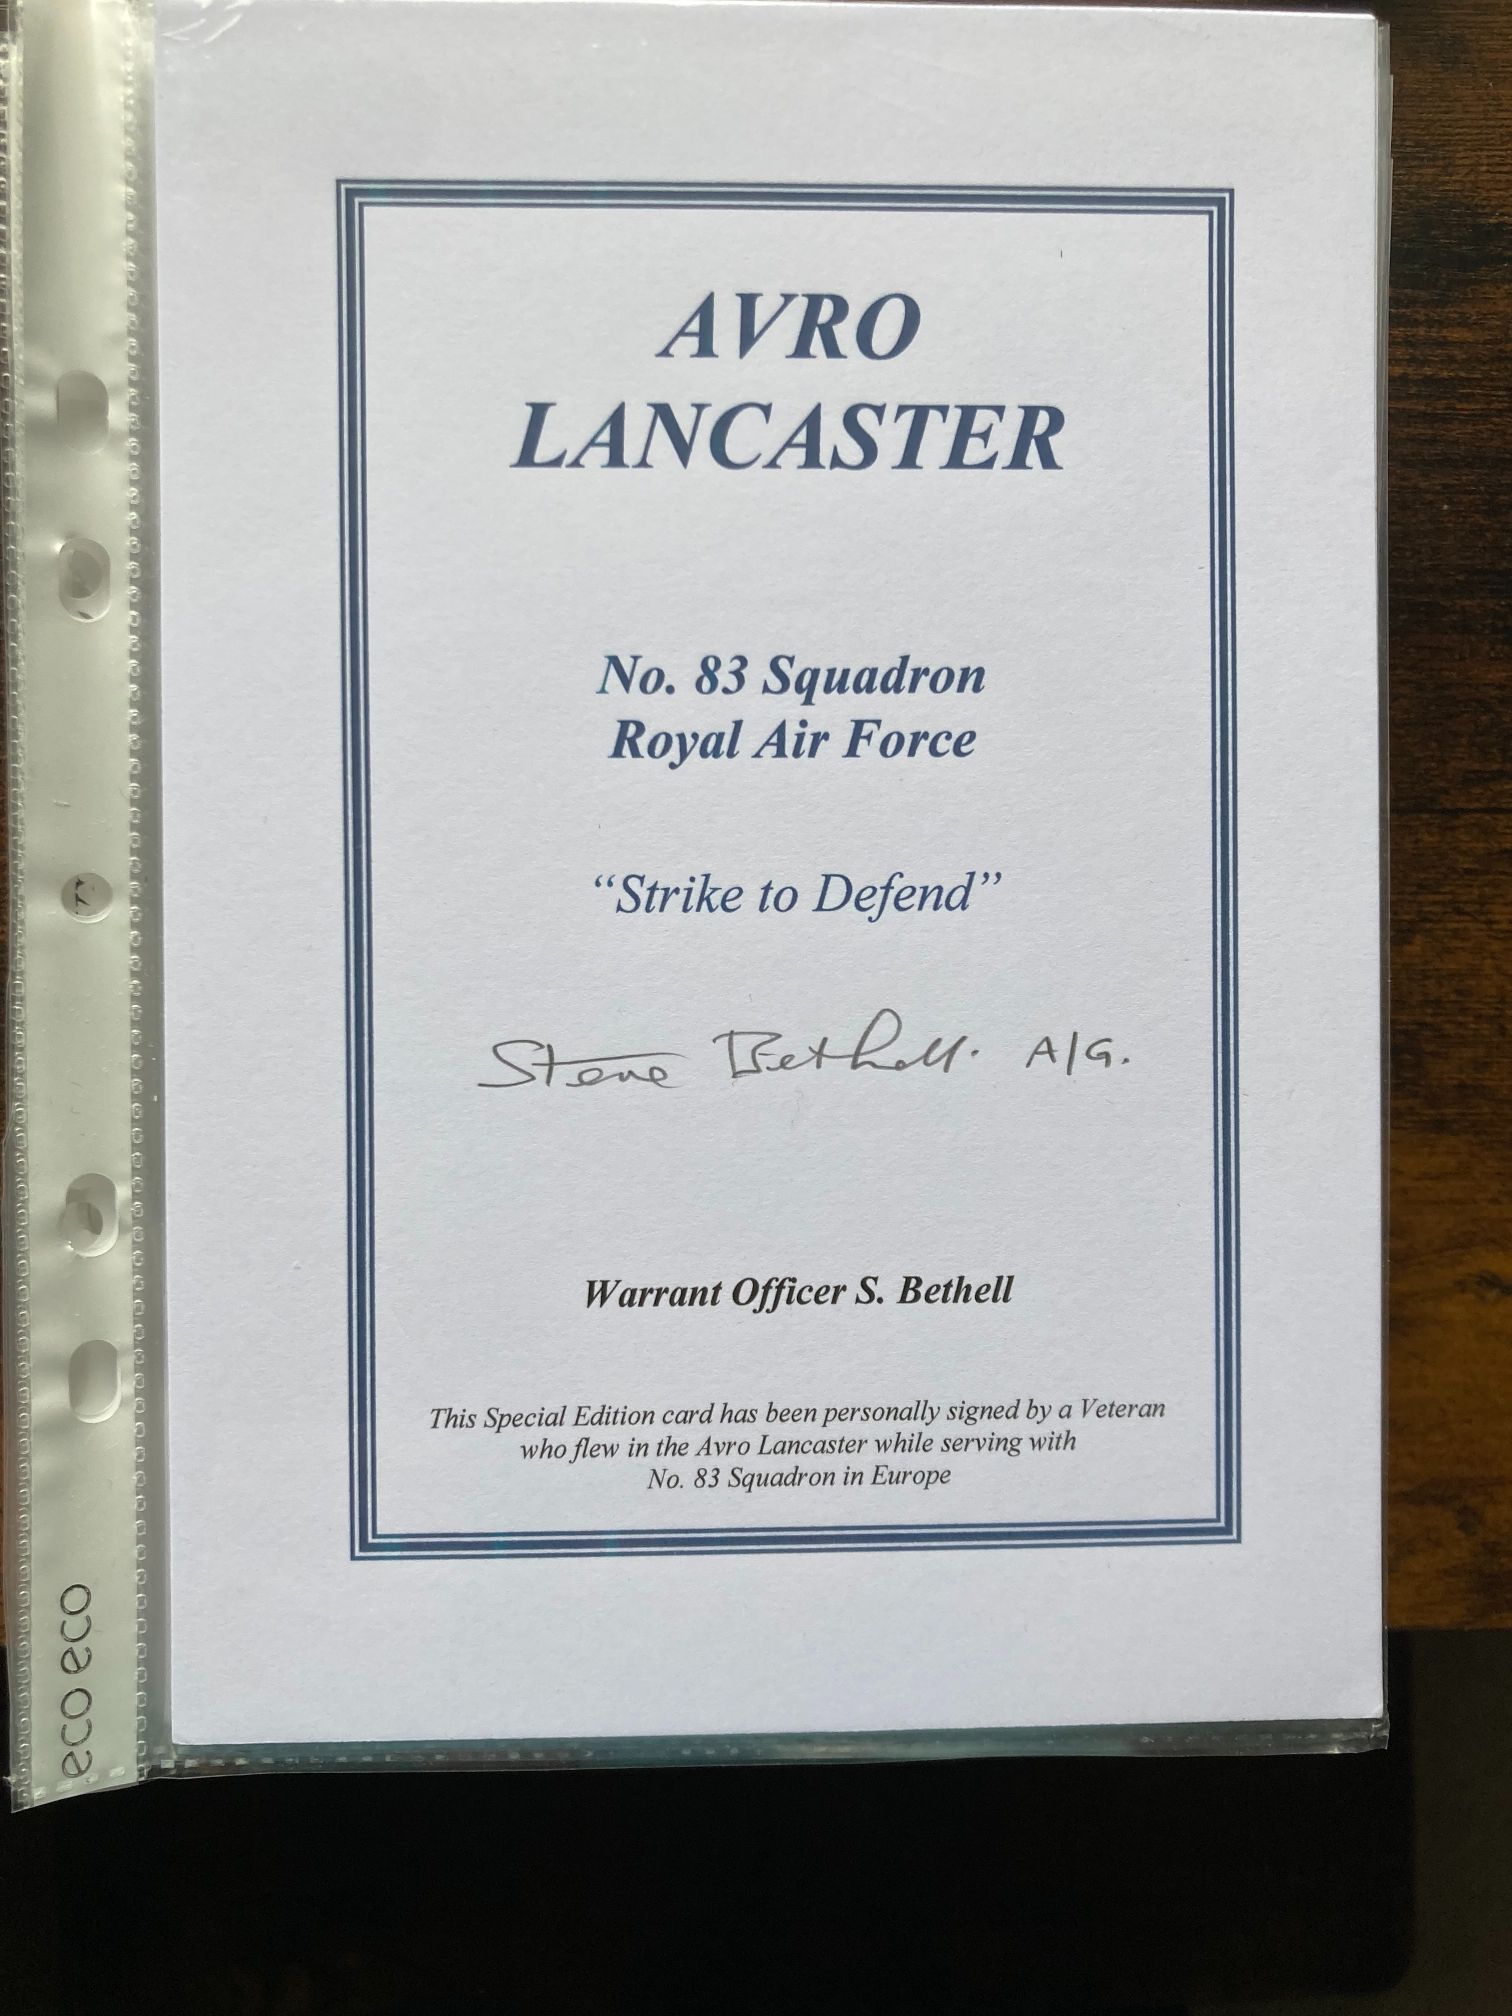 AVRO
LANCASTER
No. 83 Squadron
Royal Air Force
“Strike to Defend”
Steve Bethell. A/G.
Warrant Officer S. Bethell
This Special Edition card has been personally signed by a Veteran
who flew in the Avro Lancaster while serving with
No. 83 Squadron in Europe
eco eco